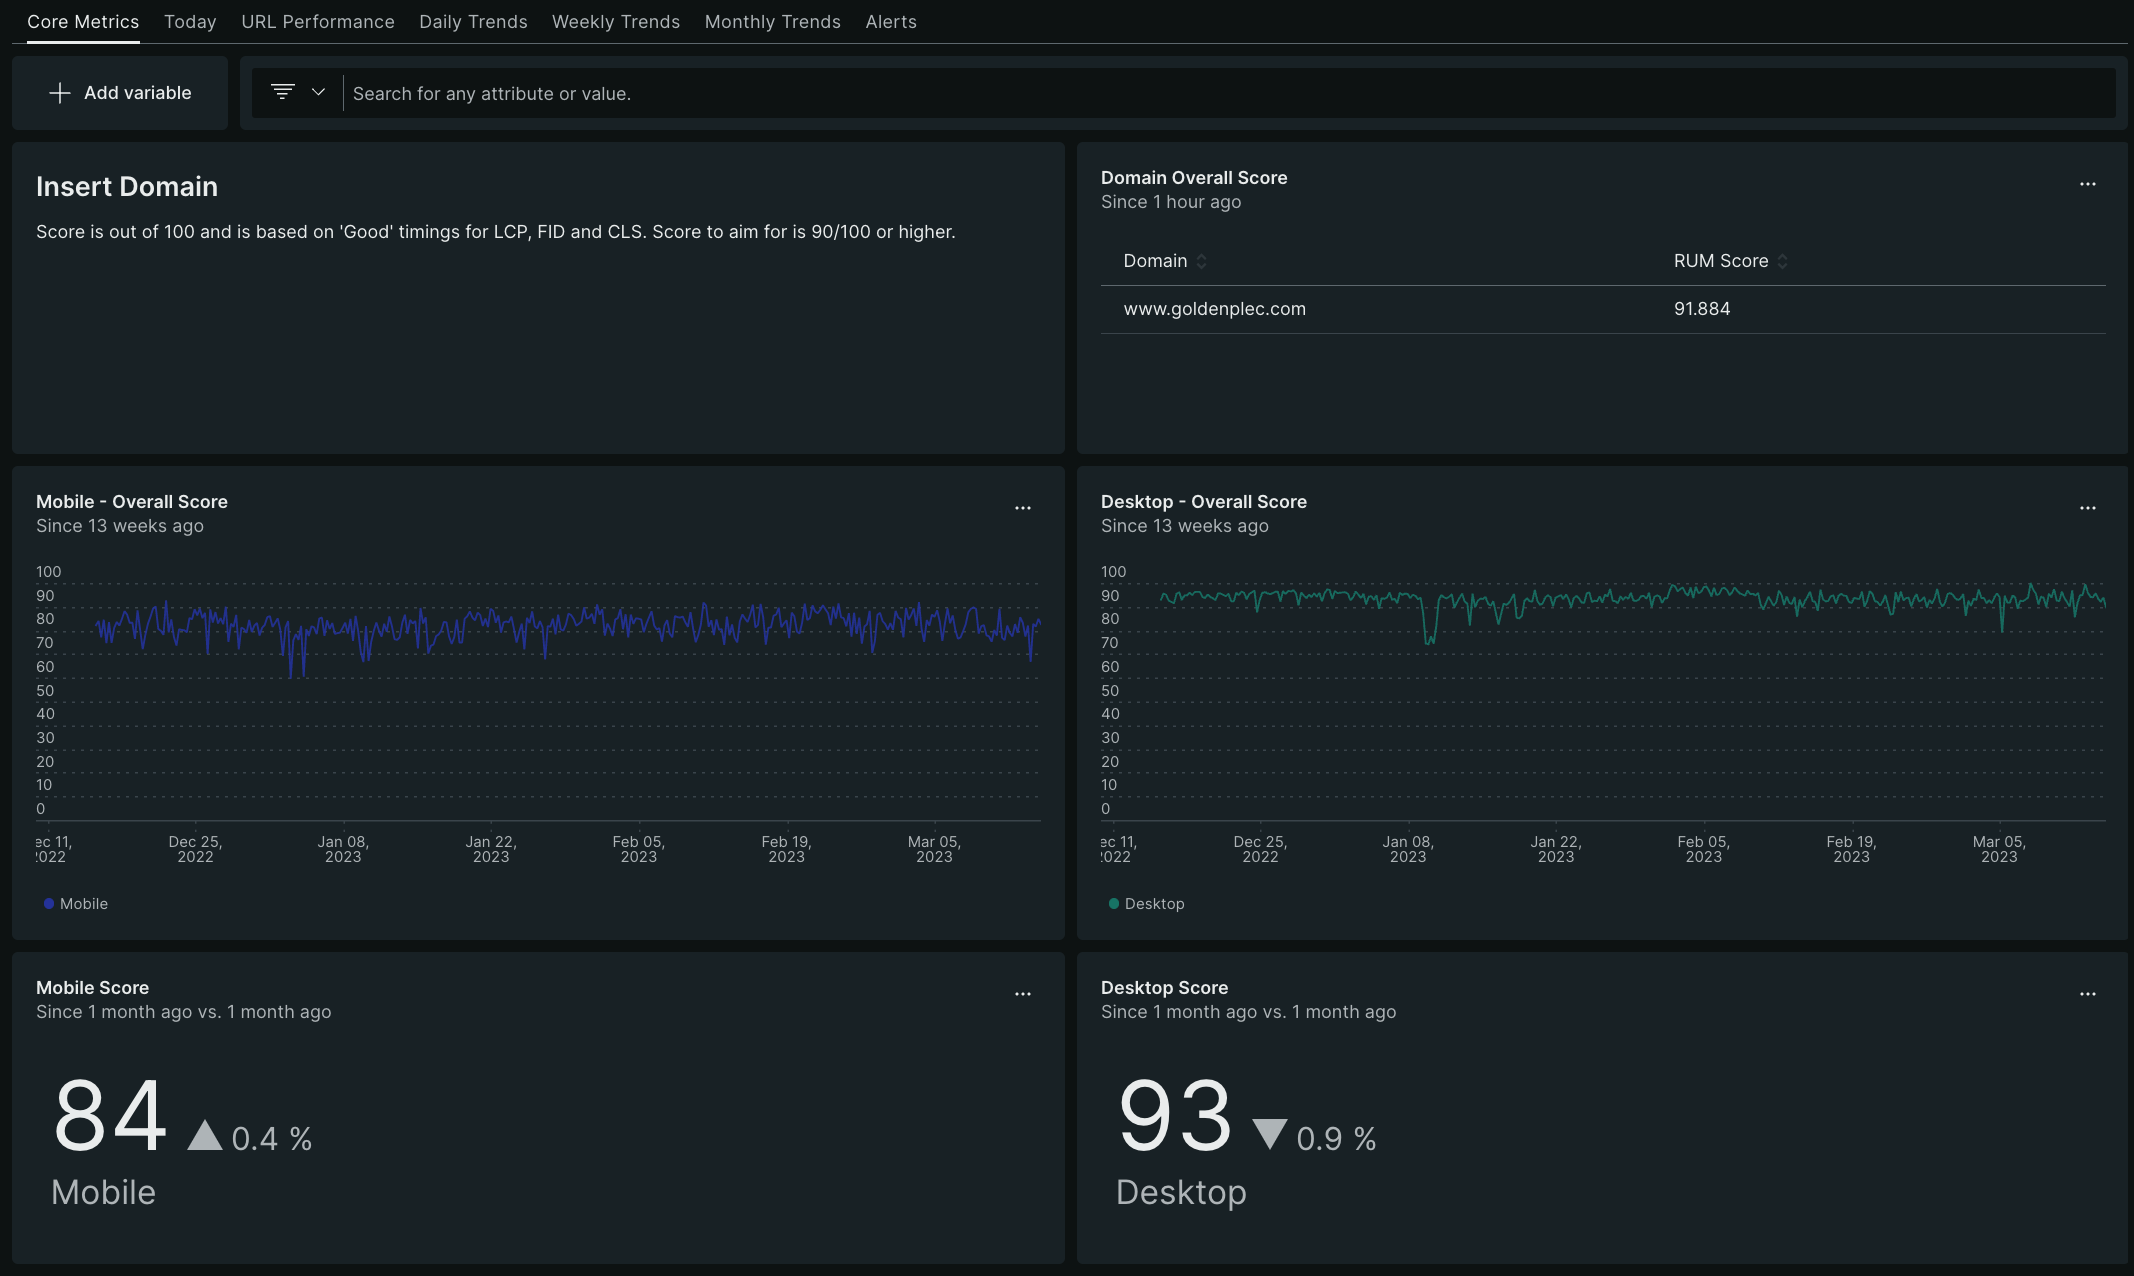 Core Metrics Today URL Performance Daily Trends Weekly Trends Monthly Trends Alerts
Add variable
Search for any attribute or value.
Insert Domain
Score is out of 100 and is based on 'Good' timings for LCP, FID and CLS. Score to aim for is 90/100 or higher.
Domain Overall Score
Since 1 hour ago
Domain RUM Score
www.goldenplec.com 91.884
Mobile - Overall Score
Since 13 weeks ago
100
90
80
70
60
50
40
30
20
10
0
ec 11, Dec 25, Jan 08, Jan 22, Feb 05, Feb 19, Mar 05,
2022 2022 2023 2023 2023 2023 2023
Mobile
Desktop - Overall Score
Since 13 weeks ago
100
90
80
70
60
50
40
30
20
10
0
ec 11, Dec 25, Jan 08, Jan 22, Feb 05, Feb 19, Mar 05,
2022 2022 2023 2023 2023 2023 2023
Desktop
Mobile Score
Since 1 month ago vs. 1 month ago
84 0.4 %
Mobile
Desktop Score
Since 1 month ago vs. 1 month ago
93 0.9 %
Desktop